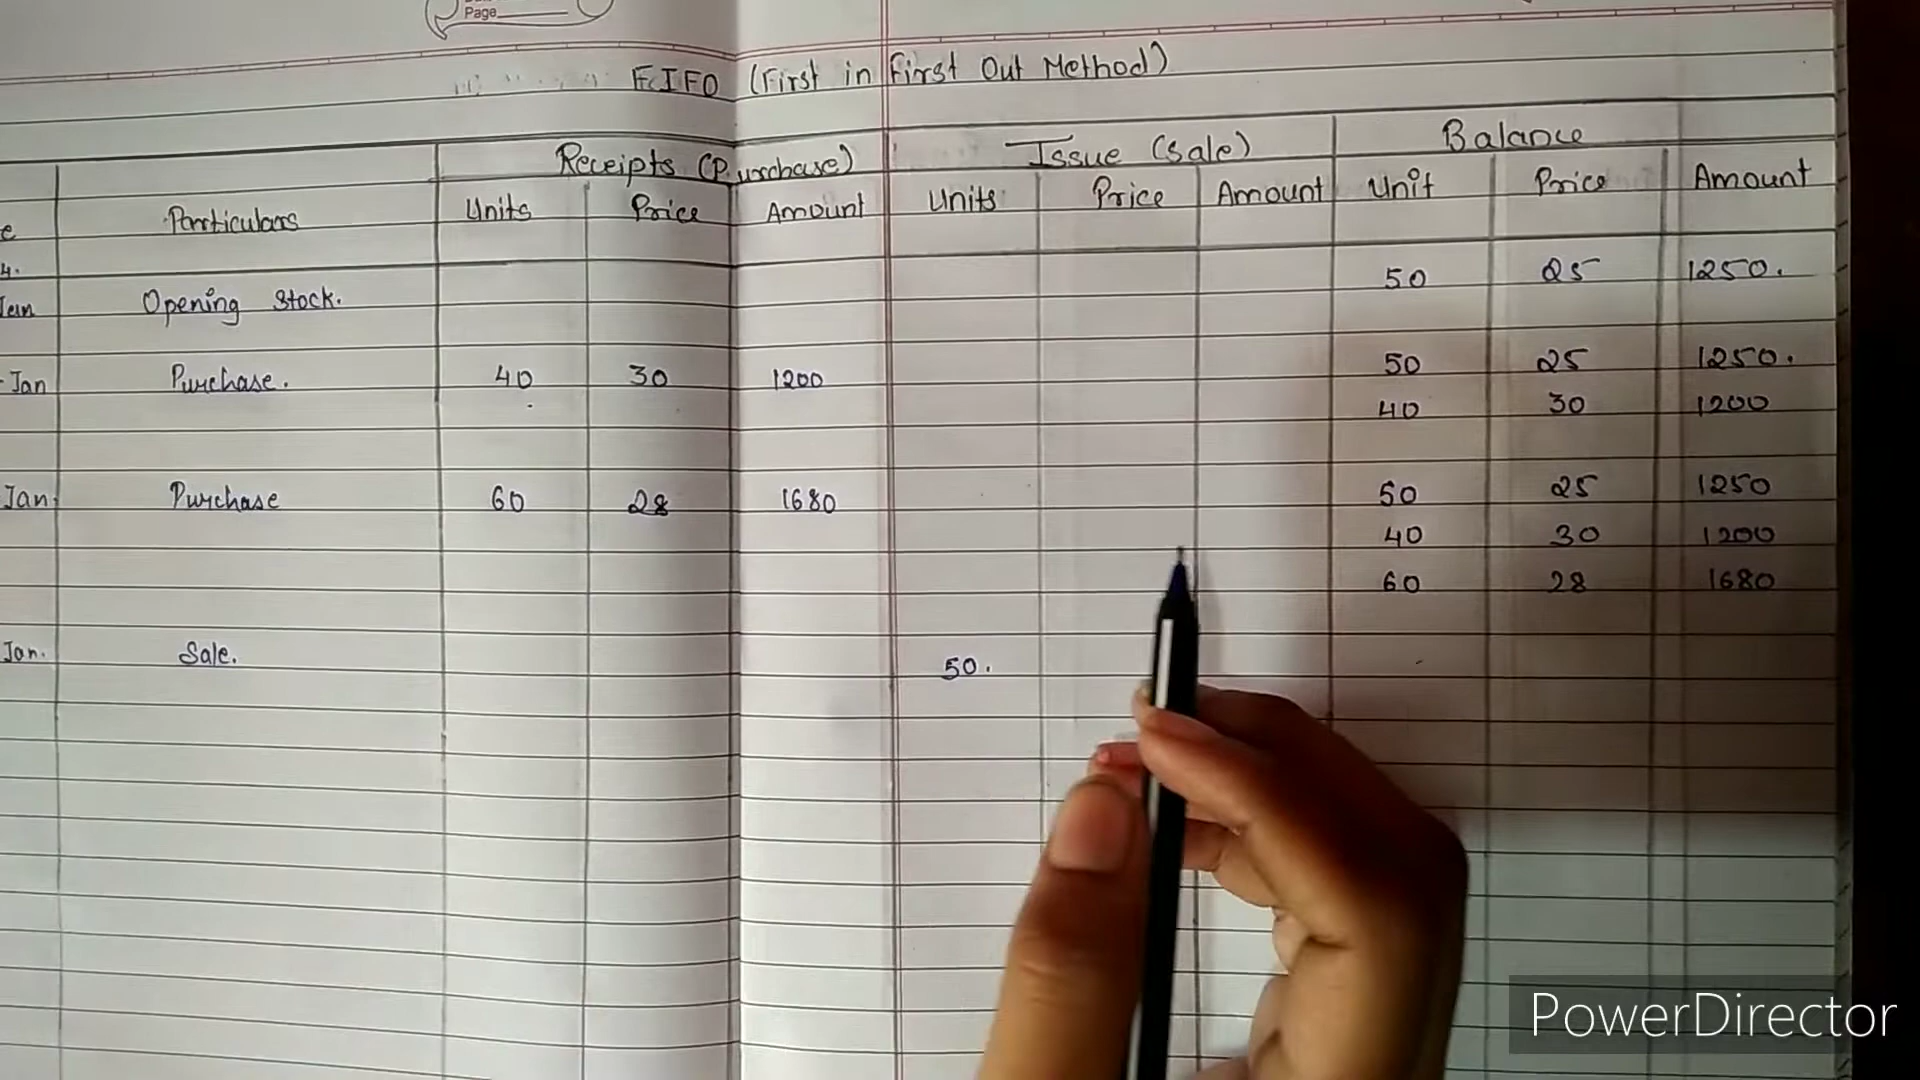 Page
FIFO (First in First Out Method)
Receipts (Purchase) Issue (Sale) Balance
Particulars Units Price Amount Units Price Amount Unit Price Amount
Opening Stock. 50 25 1250.
Jan Purchase. 40 30 1200 50 25 1250.
40 30 1200
Jan. Purchase 60 28 1680 50 25 1250
40 30 1200
60 28 1680
Jan. Sale. 50.
PowerDirector